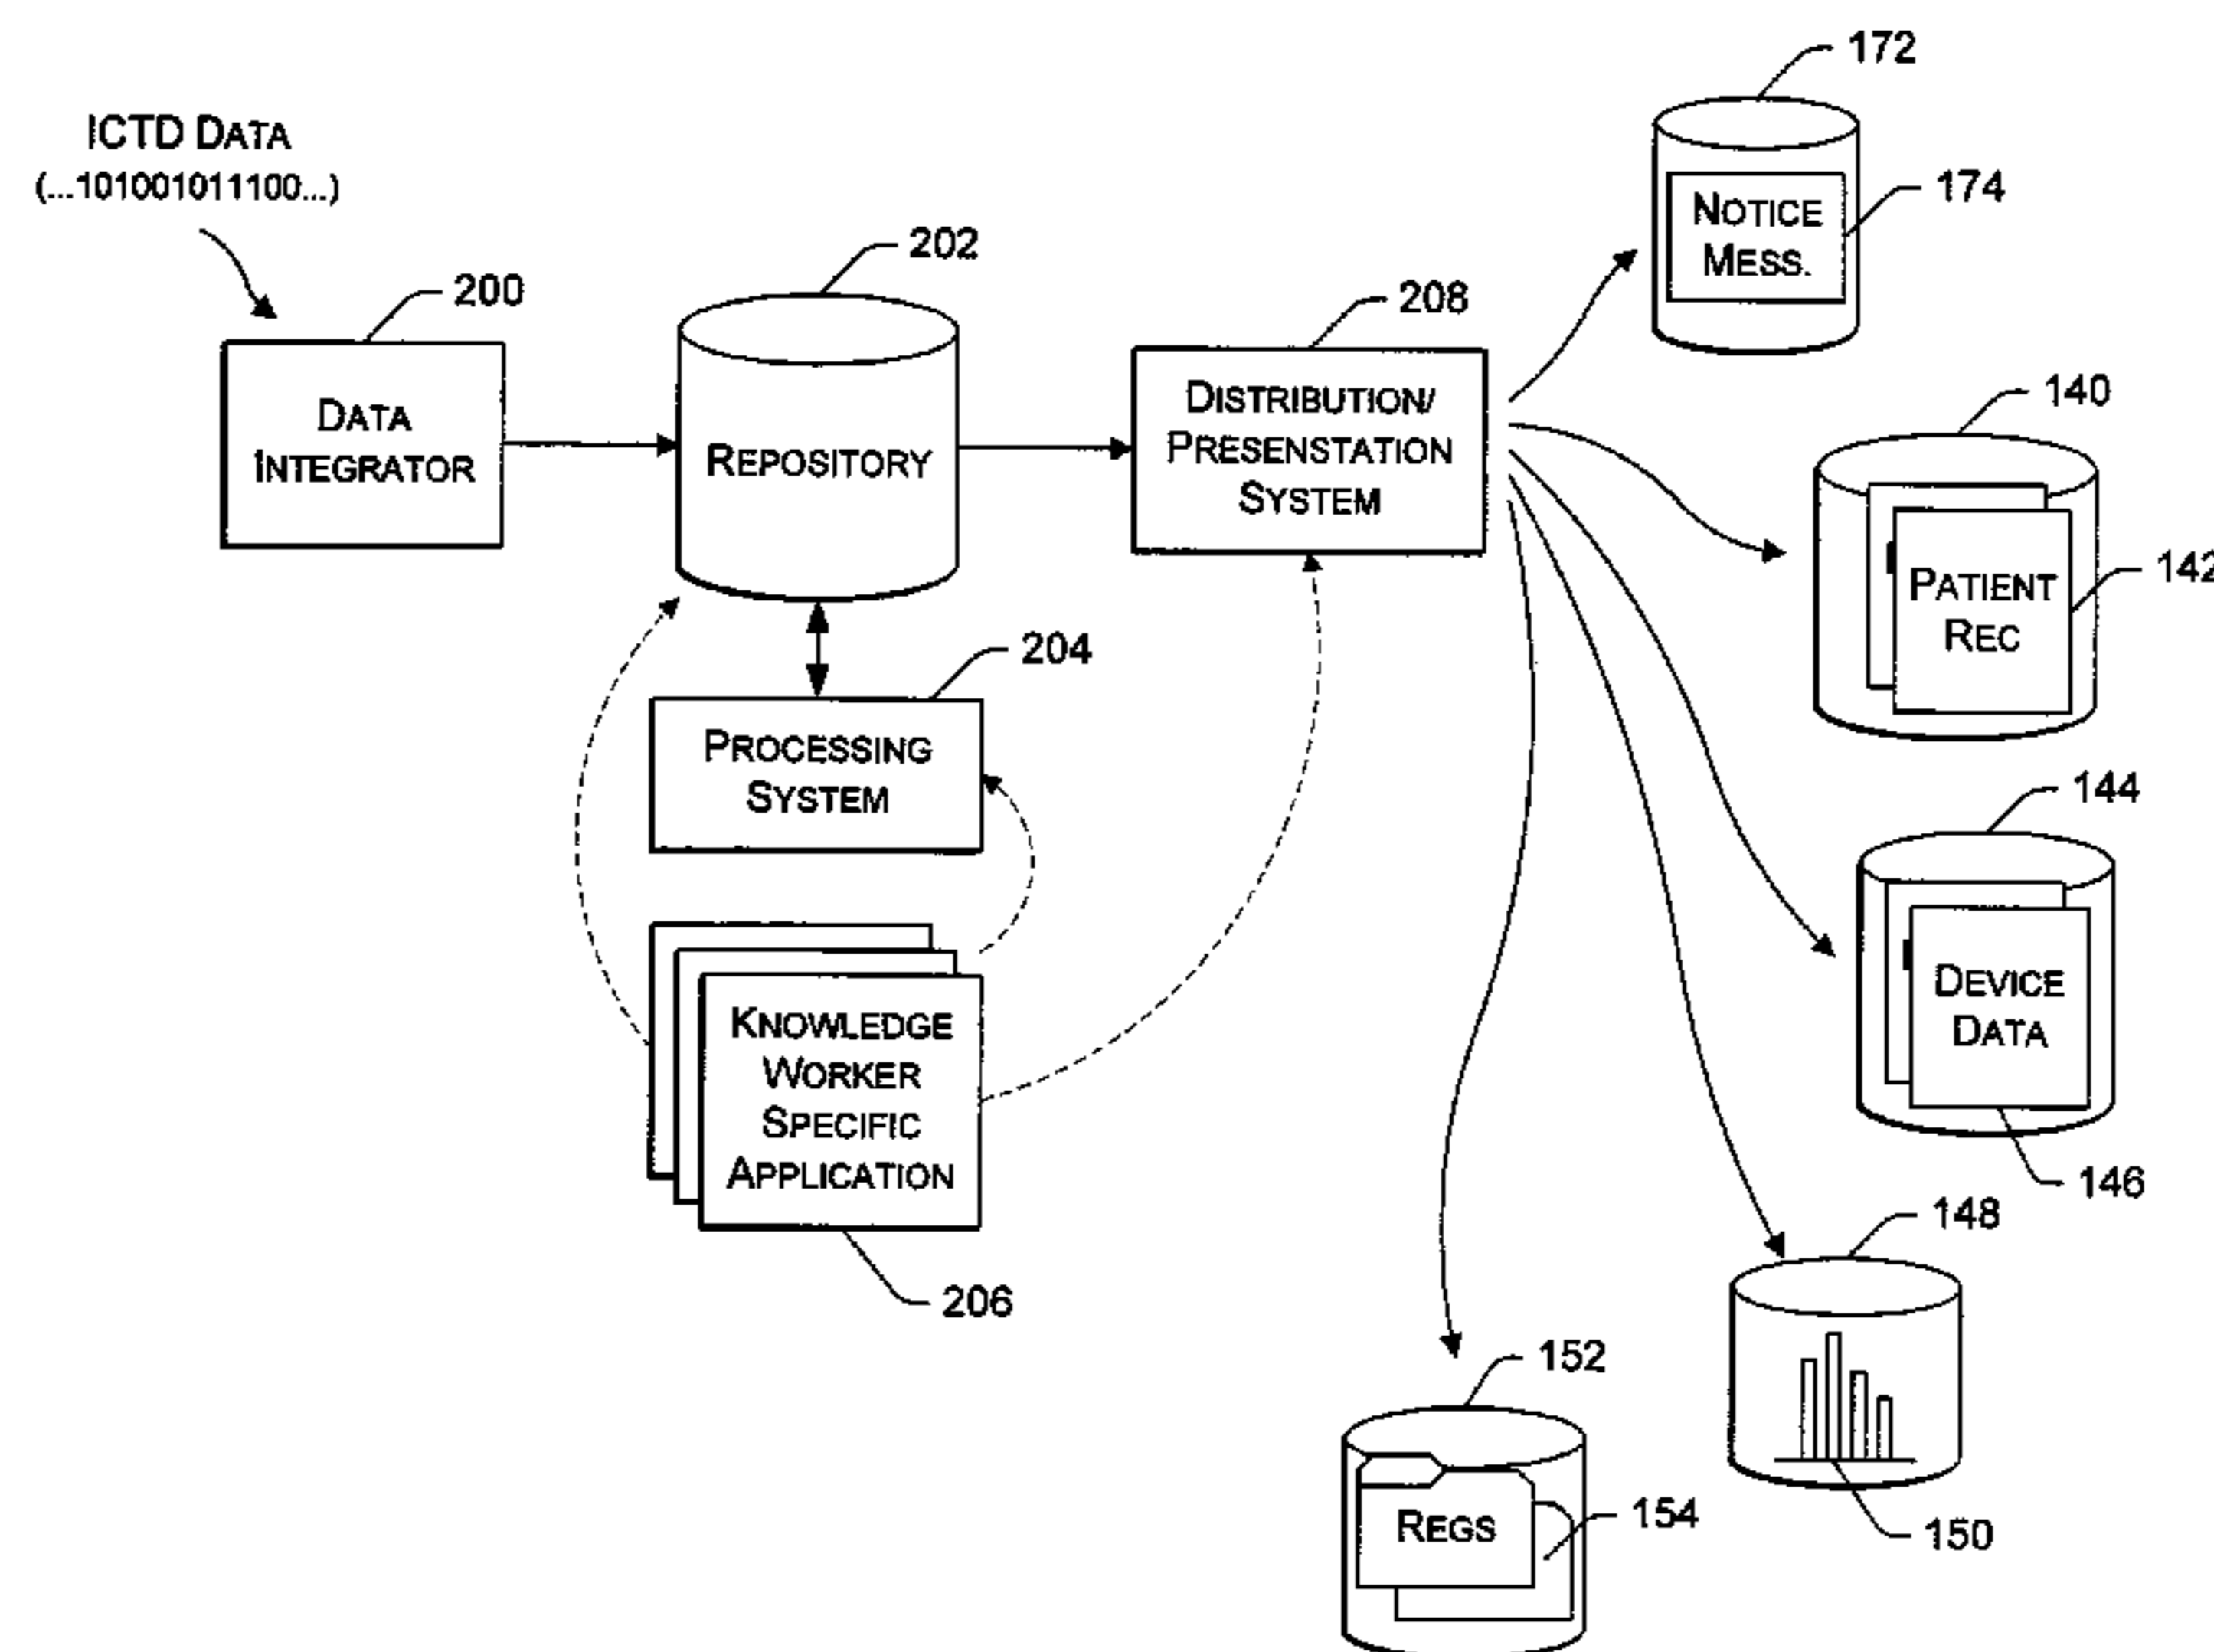 ICTD DATA
(...101001011100...)
200
DATA
INTEGRATOR
202
REPOSITORY
204
PROCESSING
SYSTEM
KNOWLEDGE
WORKER
SPECIFIC
APPLICATION
206
208
DISTRIBUTION/
PRESENSTATION
SYSTEM
172
NOTICE
MESS.
174
140
PATIENT
REC
142
144
DEVICE
DATA
146
148
150
152
REGS
154